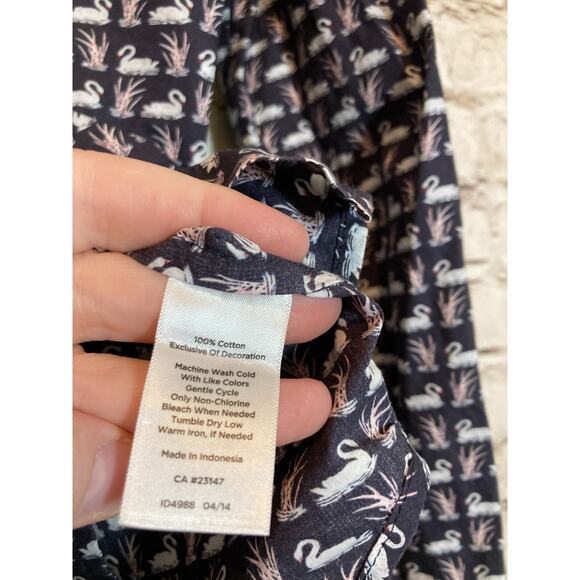 100% Cotton
Exclusive Of Decoration
Machine Wash Cold
With Like Colors
Gentle Cycle
Only Non-Chlorine
Bleach When Needed
Tumble Dry Low
Warm Iron, If Needed
Made In Indonesia
CA #23147
ID4988 04/14